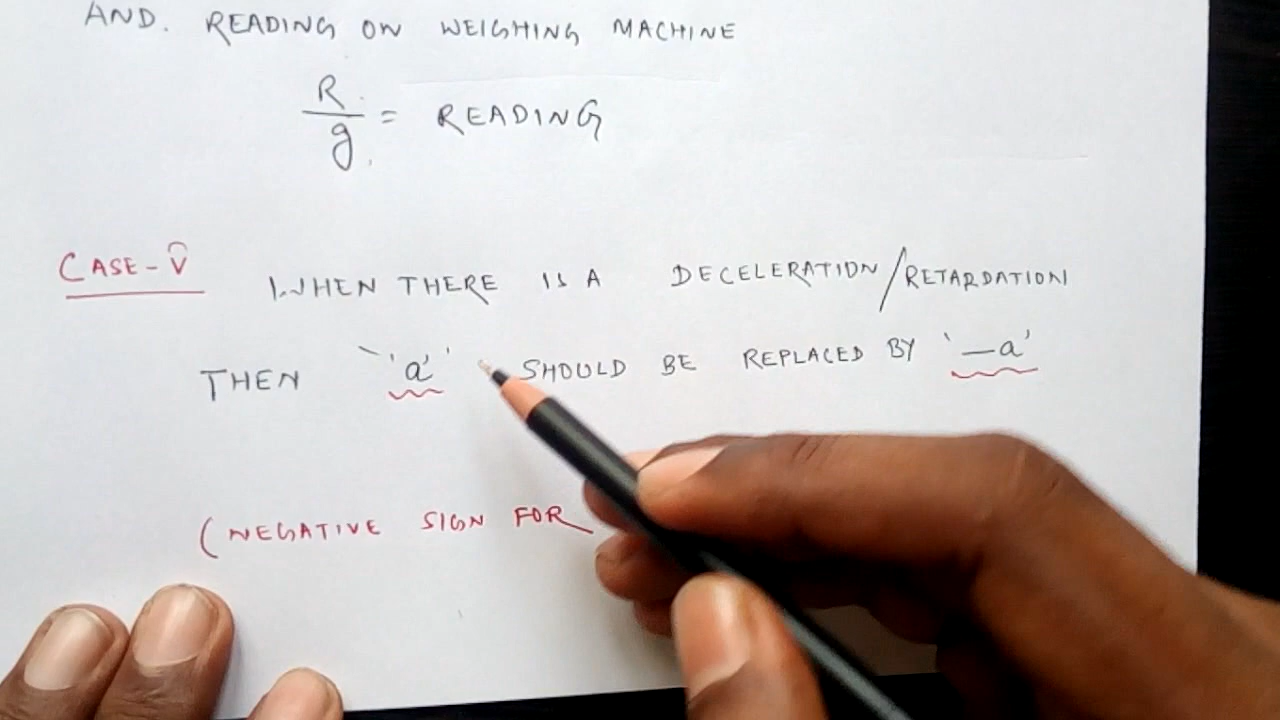 AND. READING ON WEIGHING MACHINE
R/g = READING
CASE-V WHEN THERE IS A DECELERATION/RETARDATION
THEN 'a' SHOULD BE REPLACED BY '-a'
(NEGATIVE SIGN FOR